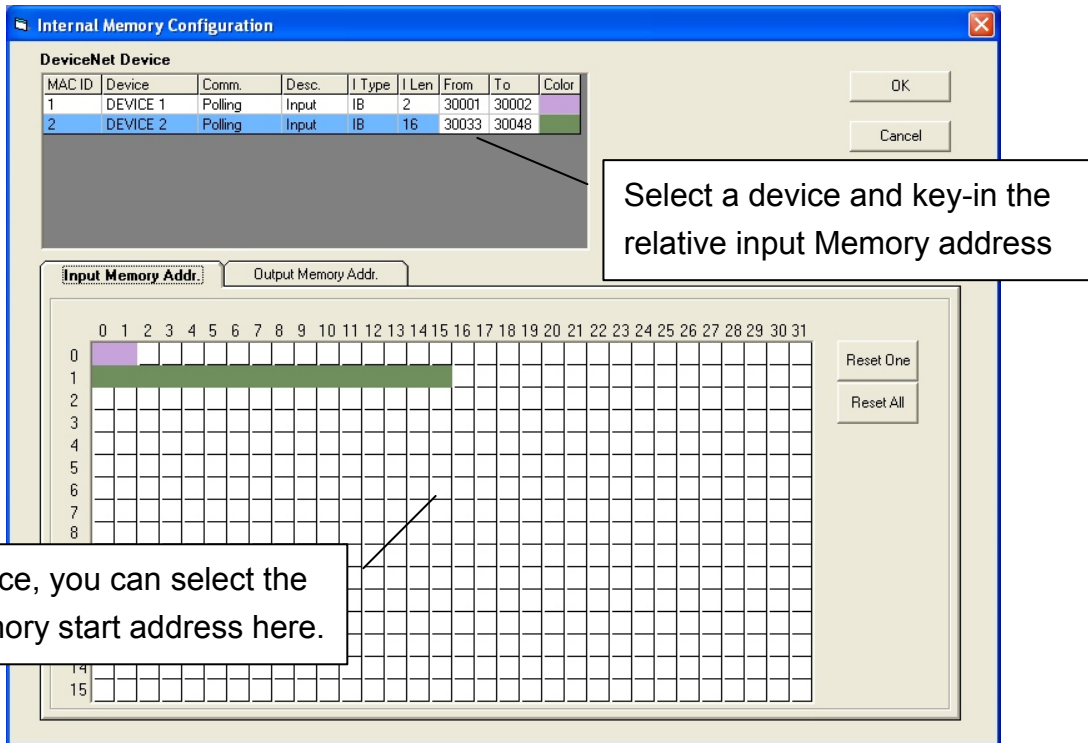 Internal Memory Configuration
DeviceNet Device
MAC ID Device Comm. Desc. I Type I Len From To Color
1 DEVICE 1 Polling Input IB 2 30001 30002
2 DEVICE 2 Polling Input IB 16 30033 30048
OK
Cancel
Select a device and key-in the
relative input Memory address
Input Memory Addr. Output Memory Addr.
0 1 2 3 4 5 6 7 8 9 10 11 12 13 14 15 16 17 18 19 20 21 22 23 24 25 26 27 28 29 30 31
0
1
2
3
4
5
6
7
8
Reset One
Reset All
ce, you can select the
ory start address here.
14
15